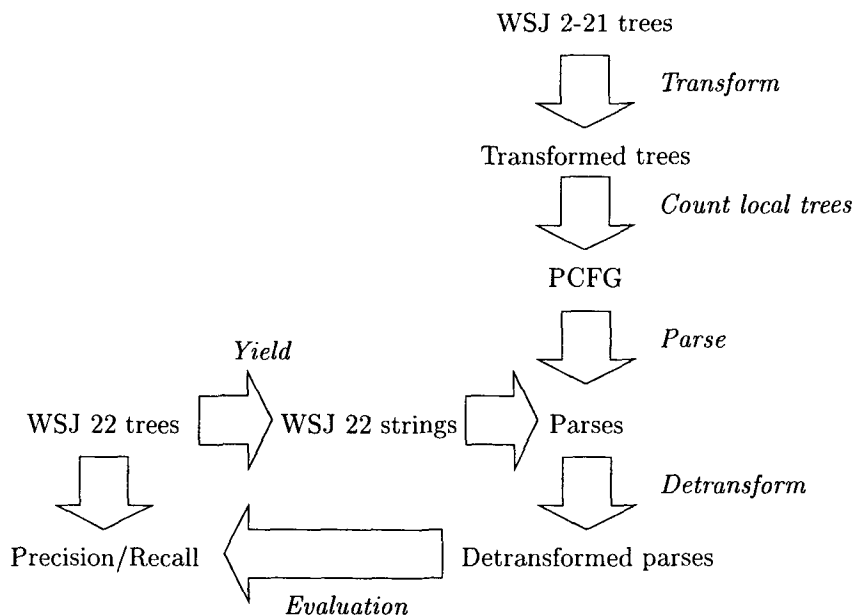 WSJ 2-21 trees
Transform
Transformed trees
Count local trees
PCFG
Parse
Yield
WSJ 22 trees
WSJ 22 strings
Parses
Detransform
Precision/Recall
Detransformed parses
Evaluation